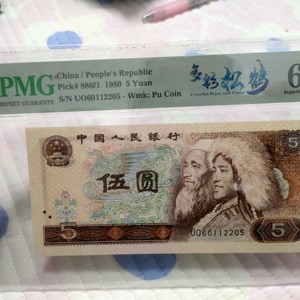 PMG
MONEY GUARANTY
China / People's Republic
Pick# 886f1 1980 5 Yuan
S/N UO60112205 - Wmk: Pu Coin
6
中国人民银行
伍圆
5
5
UO60112205